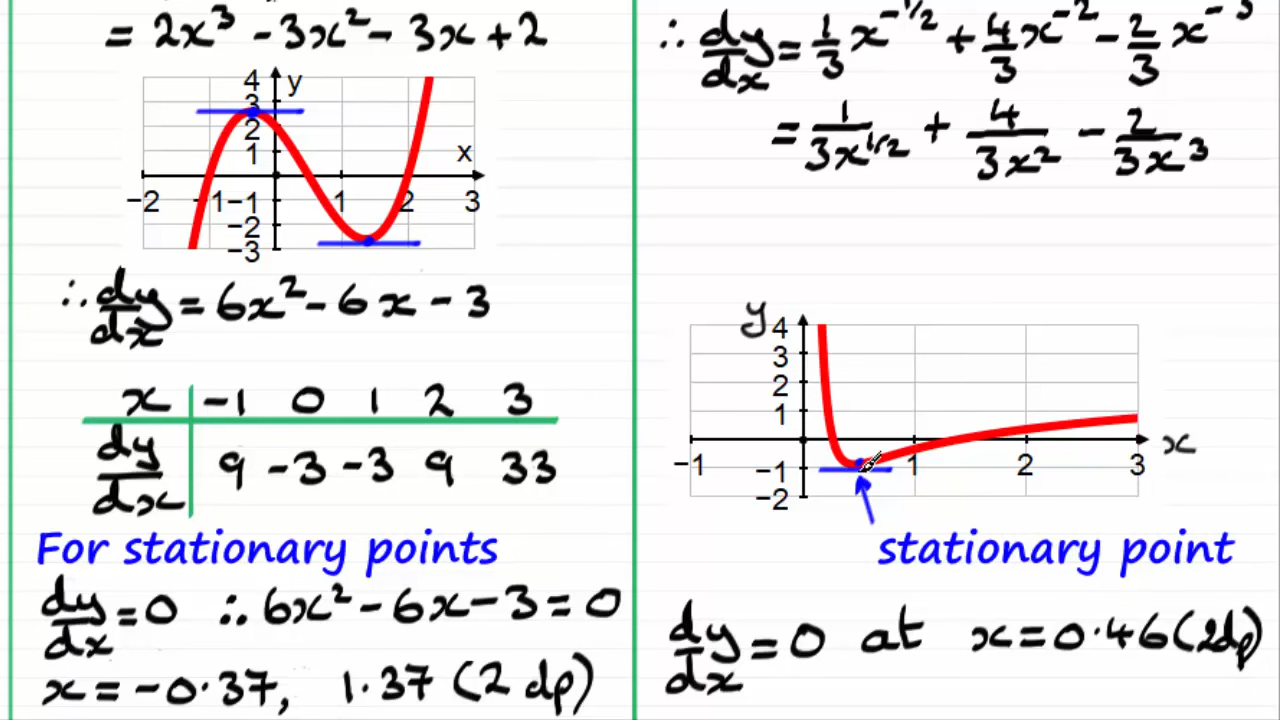 = 2x³ - 3x² - 3x + 2
4 y
3
2
1
x
-2 -1 1 2 3
-1
-2
-3
∴ dy/dx = 6x² - 6x - 3
x -1 0 1 2 3
dy/dx 9 -3 -3 9 33
For stationary points
dy/dx = 0 ∴ 6x² - 6x - 3 = 0
x = -0.37, 1.37 (2 dp)
∴ dy/dx = 1/3 x^-1/2 + 4/3 x^-2 - 2/3 x^-3
= 1/3x^1/2 + 4/3x² - 2/3x³
y 4
3
2
1
x
-1 1 2 3
-1
-2
stationary point
dy/dx = 0 at x = 0.46 (2dp)